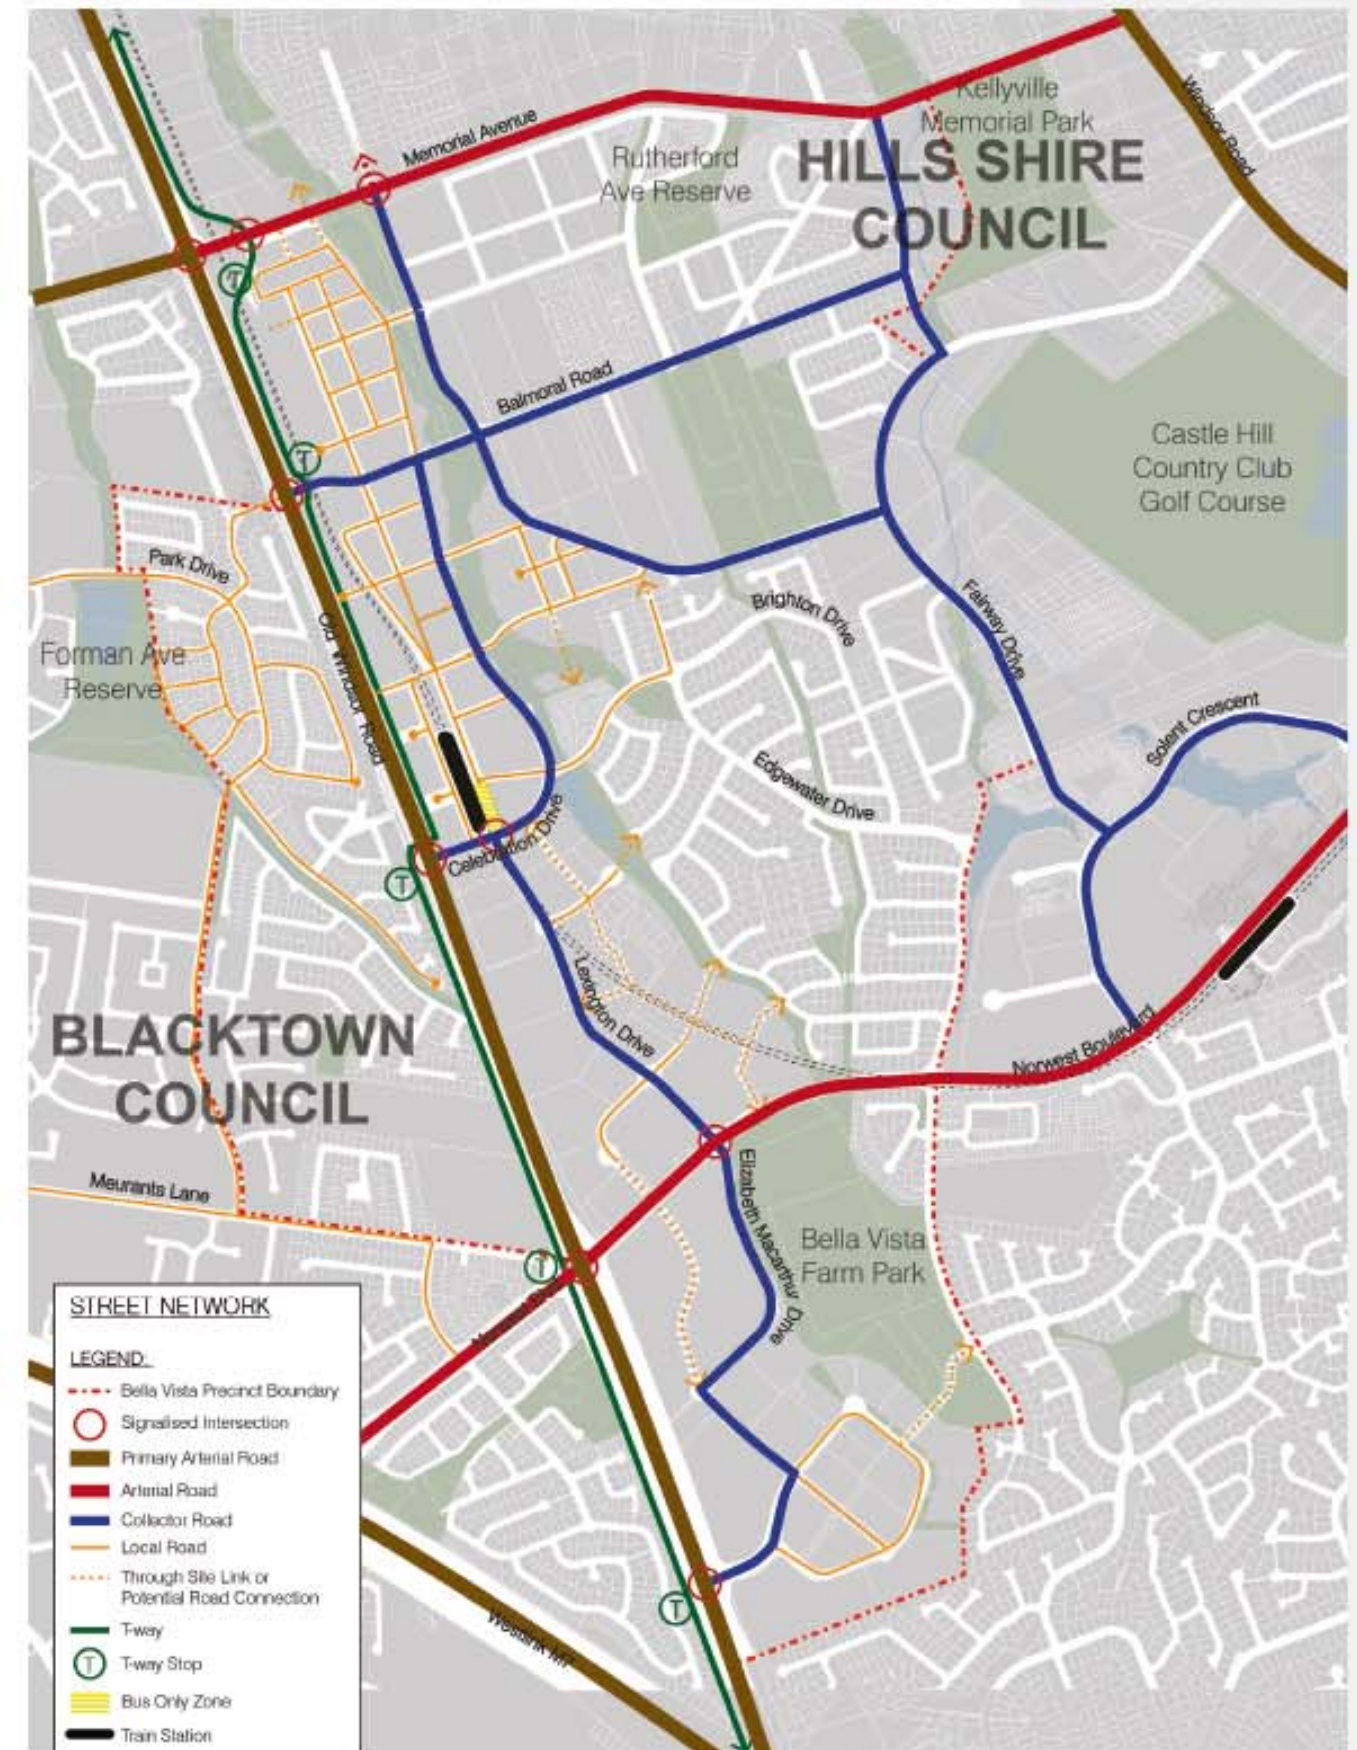 Kellyville
Memorial Park
Windsor Road
Memorial Avenue
Rutherford
Ave Reserve
HILLS SHIRE
COUNCIL
Balmoral Road
Castle Hill
Country Club
Golf Course
Park Drive
Brighton Drive
Fairway Drive
Old Windsor Road
Forman Ave
Reserve
Solent Crescent
Edgewater Drive
Celebration Drive
Lexington Drive
BLACKTOWN
COUNCIL
Norwest Boulevard
Meurants Lane
Elizabeth Macarthur Drive
Bella Vista
Farm Park
T
T
T
T
T
STREET NETWORK
LEGEND:
Bella Vista Precinct Boundary
Signalised Intersection
Primary Arterial Road
Arterial Road
Collector Road
Local Road
Through Site Link or
Potential Road Connection
T-way
T T-way Stop
Bus Only Zone
Train Station
Westlink M7